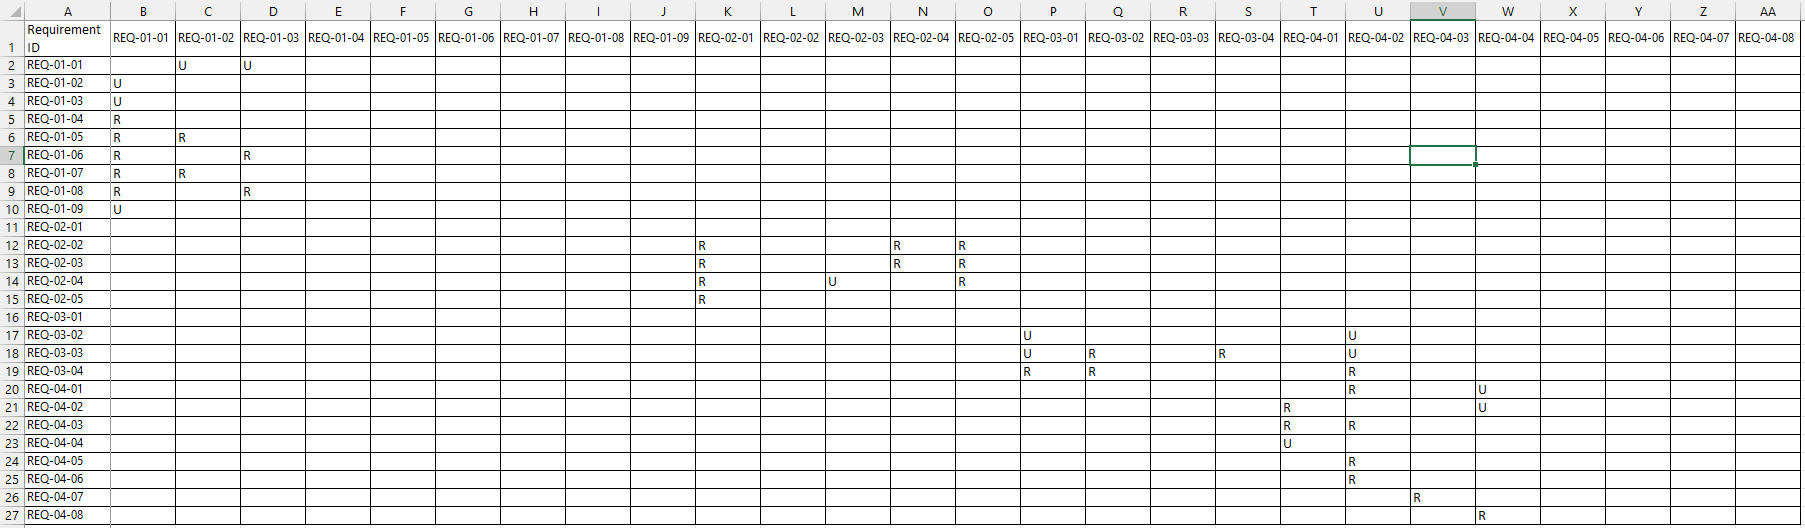 A B C D E F G H I J K L M N O P Q R S T U V W X Y Z AA
1 Requirement ID REQ-01-01 REQ-01-02 REQ-01-03 REQ-01-04 REQ-01-05 REQ-01-06 REQ-01-07 REQ-01-08 REQ-01-09 REQ-02-01 REQ-02-02 REQ-02-03 REQ-02-04 REQ-02-05 REQ-03-01 REQ-03-02 REQ-03-03 REQ-03-04 REQ-04-01 REQ-04-02 REQ-04-03 REQ-04-04 REQ-04-05 REQ-04-06 REQ-04-07 REQ-04-08
2 REQ-01-01 U U
3 REQ-01-02 U
4 REQ-01-03 U
5 REQ-01-04 R
6 REQ-01-05 R R
7 REQ-01-06 R R
8 REQ-01-07 R R
9 REQ-01-08 R R
10 REQ-01-09 U
11 REQ-02-01
12 REQ-02-02 R R R
13 REQ-02-03 R R R
14 REQ-02-04 R U R
15 REQ-02-05 R
16 REQ-03-01
17 REQ-03-02 U U
18 REQ-03-03 U R R U
19 REQ-03-04 R R R
20 REQ-04-01 R U
21 REQ-04-02 R U
22 REQ-04-03 R R
23 REQ-04-04 U
24 REQ-04-05 R
25 REQ-04-06 R
26 REQ-04-07 R
27 REQ-04-08 R